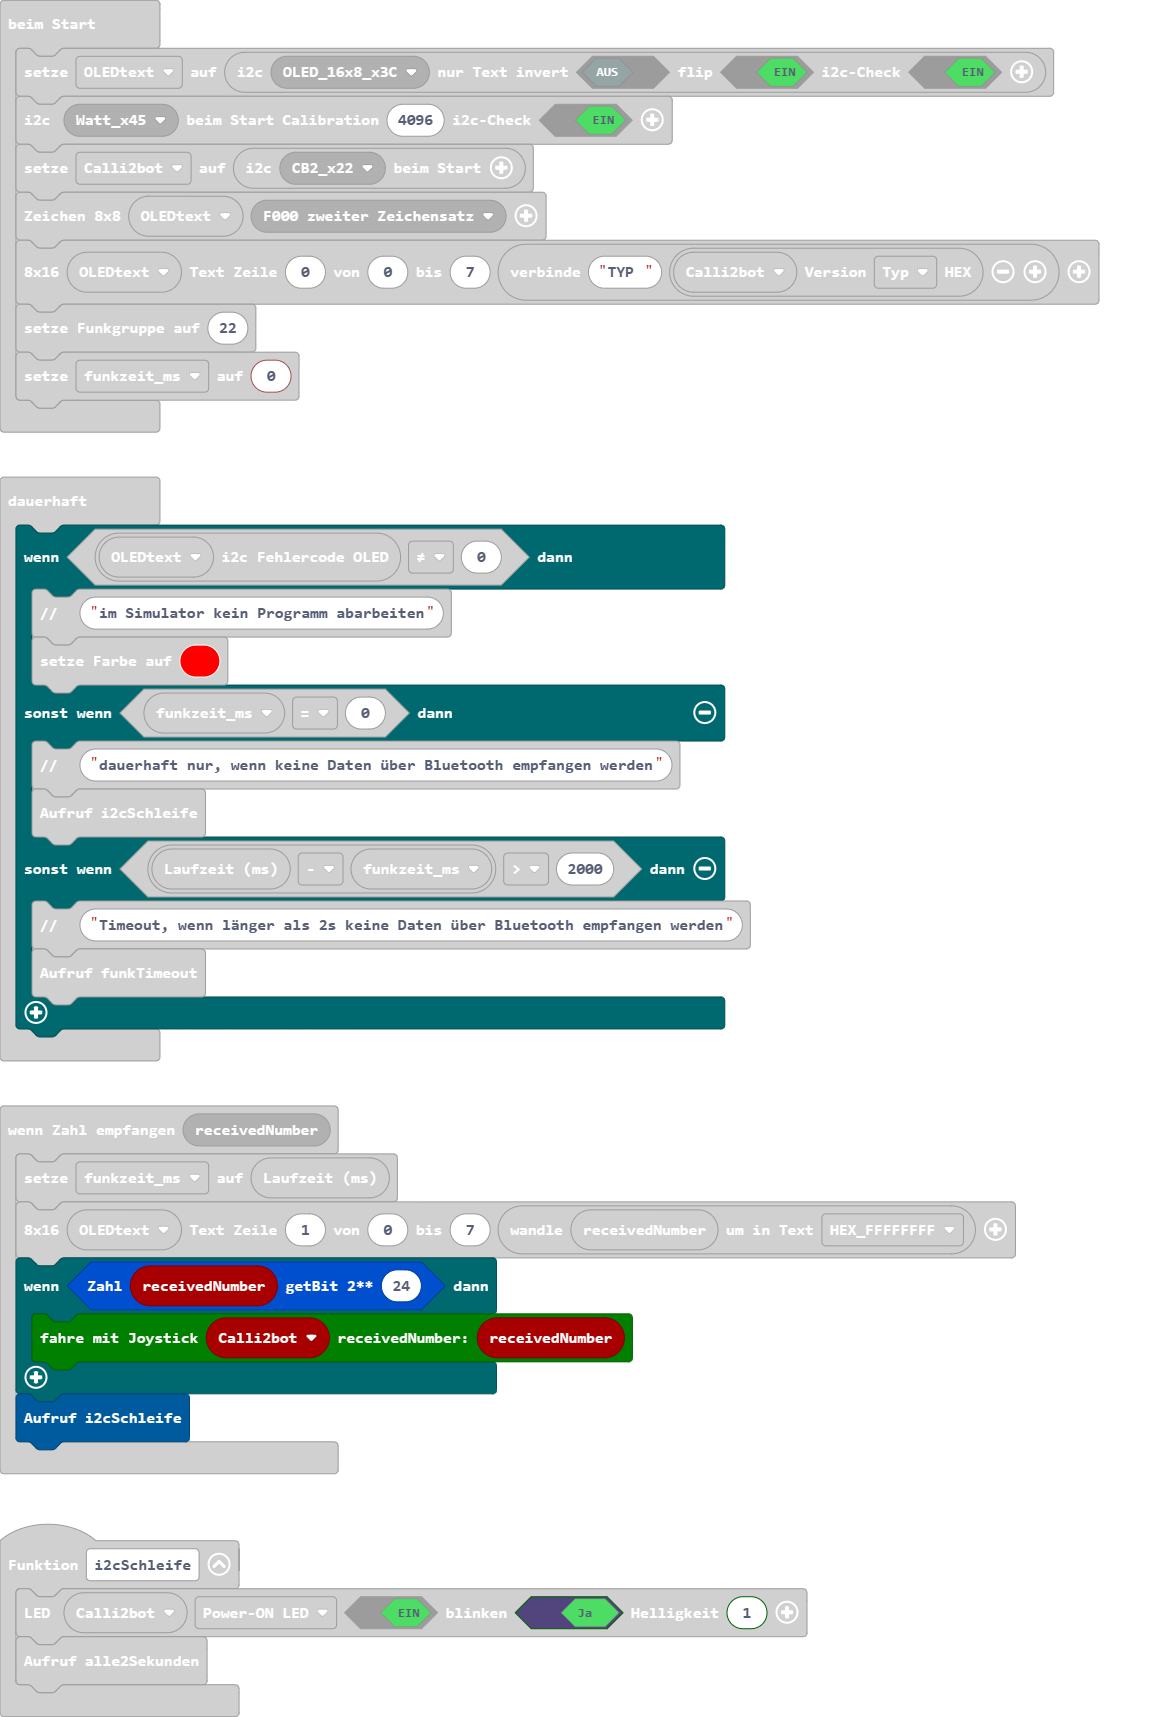 beim Start
setze OLEDtext auf i2c OLED_16x8_x3C nur Text invert AUS flip EIN i2c-Check EIN
i2c Watt_x45 beim Start Calibration 4096 i2c-Check EIN
setze Calli2bot auf i2c CB2_x22 beim Start
Zeichen 8x8 OLEDtext F000 zweiter Zeichensatz
8x16 OLEDtext Text Zeile 0 von 0 bis 7 verbinde "TYP " Calli2bot Version Typ HEX
setze Funkgruppe auf 22
setze funkzeit_ms auf 0
dauerhaft
wenn OLEDtext i2c Fehlercode OLED ≠ 0 dann
// "im Simulator kein Programm abarbeiten"
setze Farbe auf
sonst wenn funkzeit_ms = 0 dann
// "dauerhaft nur, wenn keine Daten über Bluetooth empfangen werden"
Aufruf i2cSchleife
sonst wenn Laufzeit (ms) - funkzeit_ms > 2000 dann
// "Timeout, wenn länger als 2s keine Daten über Bluetooth empfangen werden"
Aufruf funkTimeout
wenn Zahl empfangen receivedNumber
setze funkzeit_ms auf Laufzeit (ms)
8x16 OLEDtext Text Zeile 1 von 0 bis 7 wandle receivedNumber um in Text HEX_FFFFFFFF
wenn Zahl receivedNumber getBit 2** 24 dann
fahre mit Joystick Calli2bot receivedNumber: receivedNumber
Aufruf i2cSchleife
Funktion i2cSchleife
LED Calli2bot Power-ON LED EIN blinken Ja Helligkeit 1
Aufruf alle2Sekunden